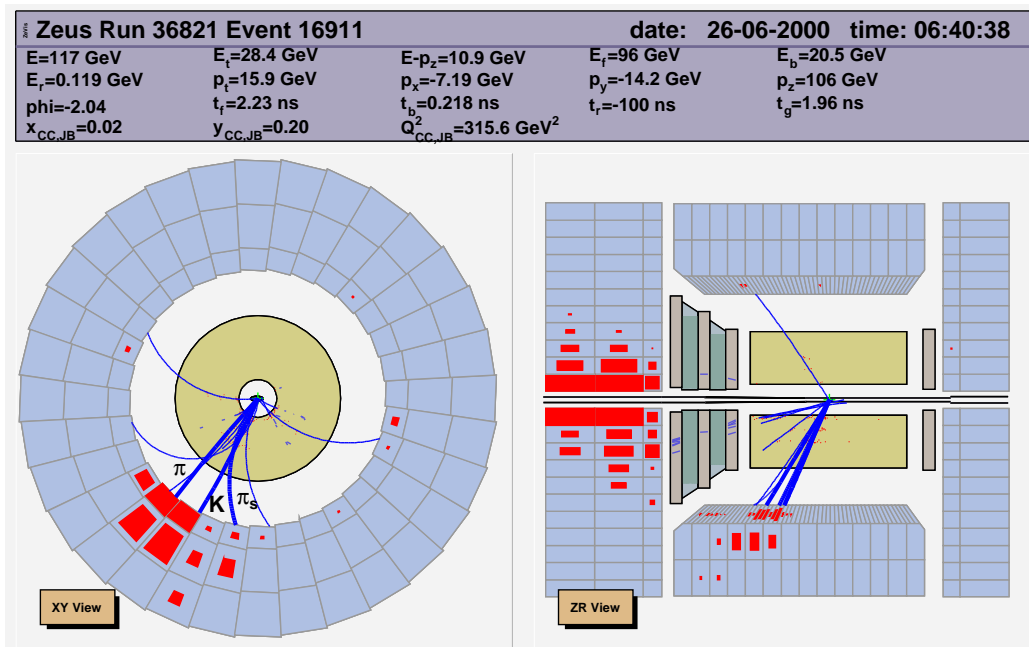 Zeus Run 36821 Event 16911 date: 26-06-2000 time: 06:40:38
E=117 GeV E_t=28.4 GeV E-p_z=10.9 GeV E_f=96 GeV E_b=20.5 GeV
E_r=0.119 GeV p_t=15.9 GeV p_x=-7.19 GeV p_y=-14.2 GeV p_z=106 GeV
phi=-2.04 t_f=2.23 ns t_b=0.218 ns t_r=-100 ns t_g=1.96 ns
x_CC,JB=0.02 y_CC,JB=0.20 Q²_CC,JB=315.6 GeV²
π
K
π_s
XY View
ZR View